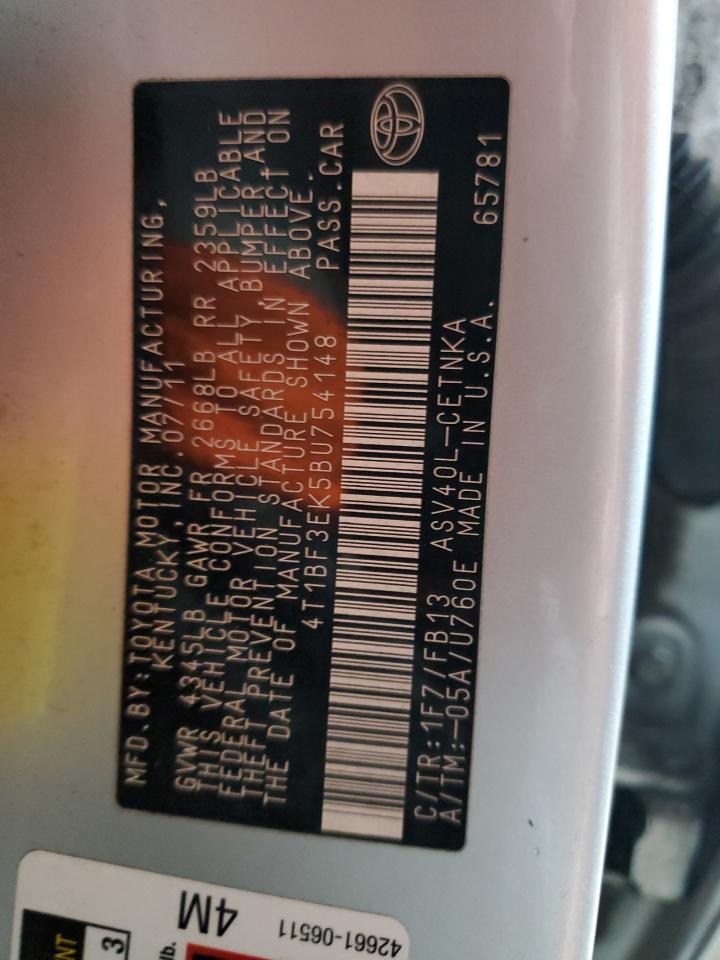 MFD.BY:TOYOTA MOTOR MANUFACTURING,
KENTUCKY, INC.07/11
GVWR 4345LB GAWR FR 2668LB RR 2359LB
THIS VEHICLE CONFORMS TO ALL APPLICABLE
FEDERAL MOTOR VEHICLE SAFETY, BUMPER,AND
THEFT PREVENTION STANDARDS IN EFFECT ON
THE DATE OF MANUFACTURE SHOWN ABOVE.
4T1BF3EK5BU754148 PASS.CAR
C/TR:1F7/FB13 ASV40L-CETNKA 65781
A/TM:-05A/U760E MADE IN U.S.A.
4M
42661-06511
NT
3
lb.